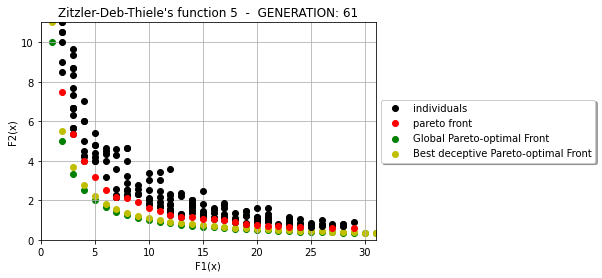 Zitzler-Deb-Thiele's function 5 - GENERATION: 61
10
8
6
4
2
0
F2(x)
0 5 10 15 20 25 30
F1(x)
individuals
pareto front
Global Pareto-optimal Front
Best deceptive Pareto-optimal Front